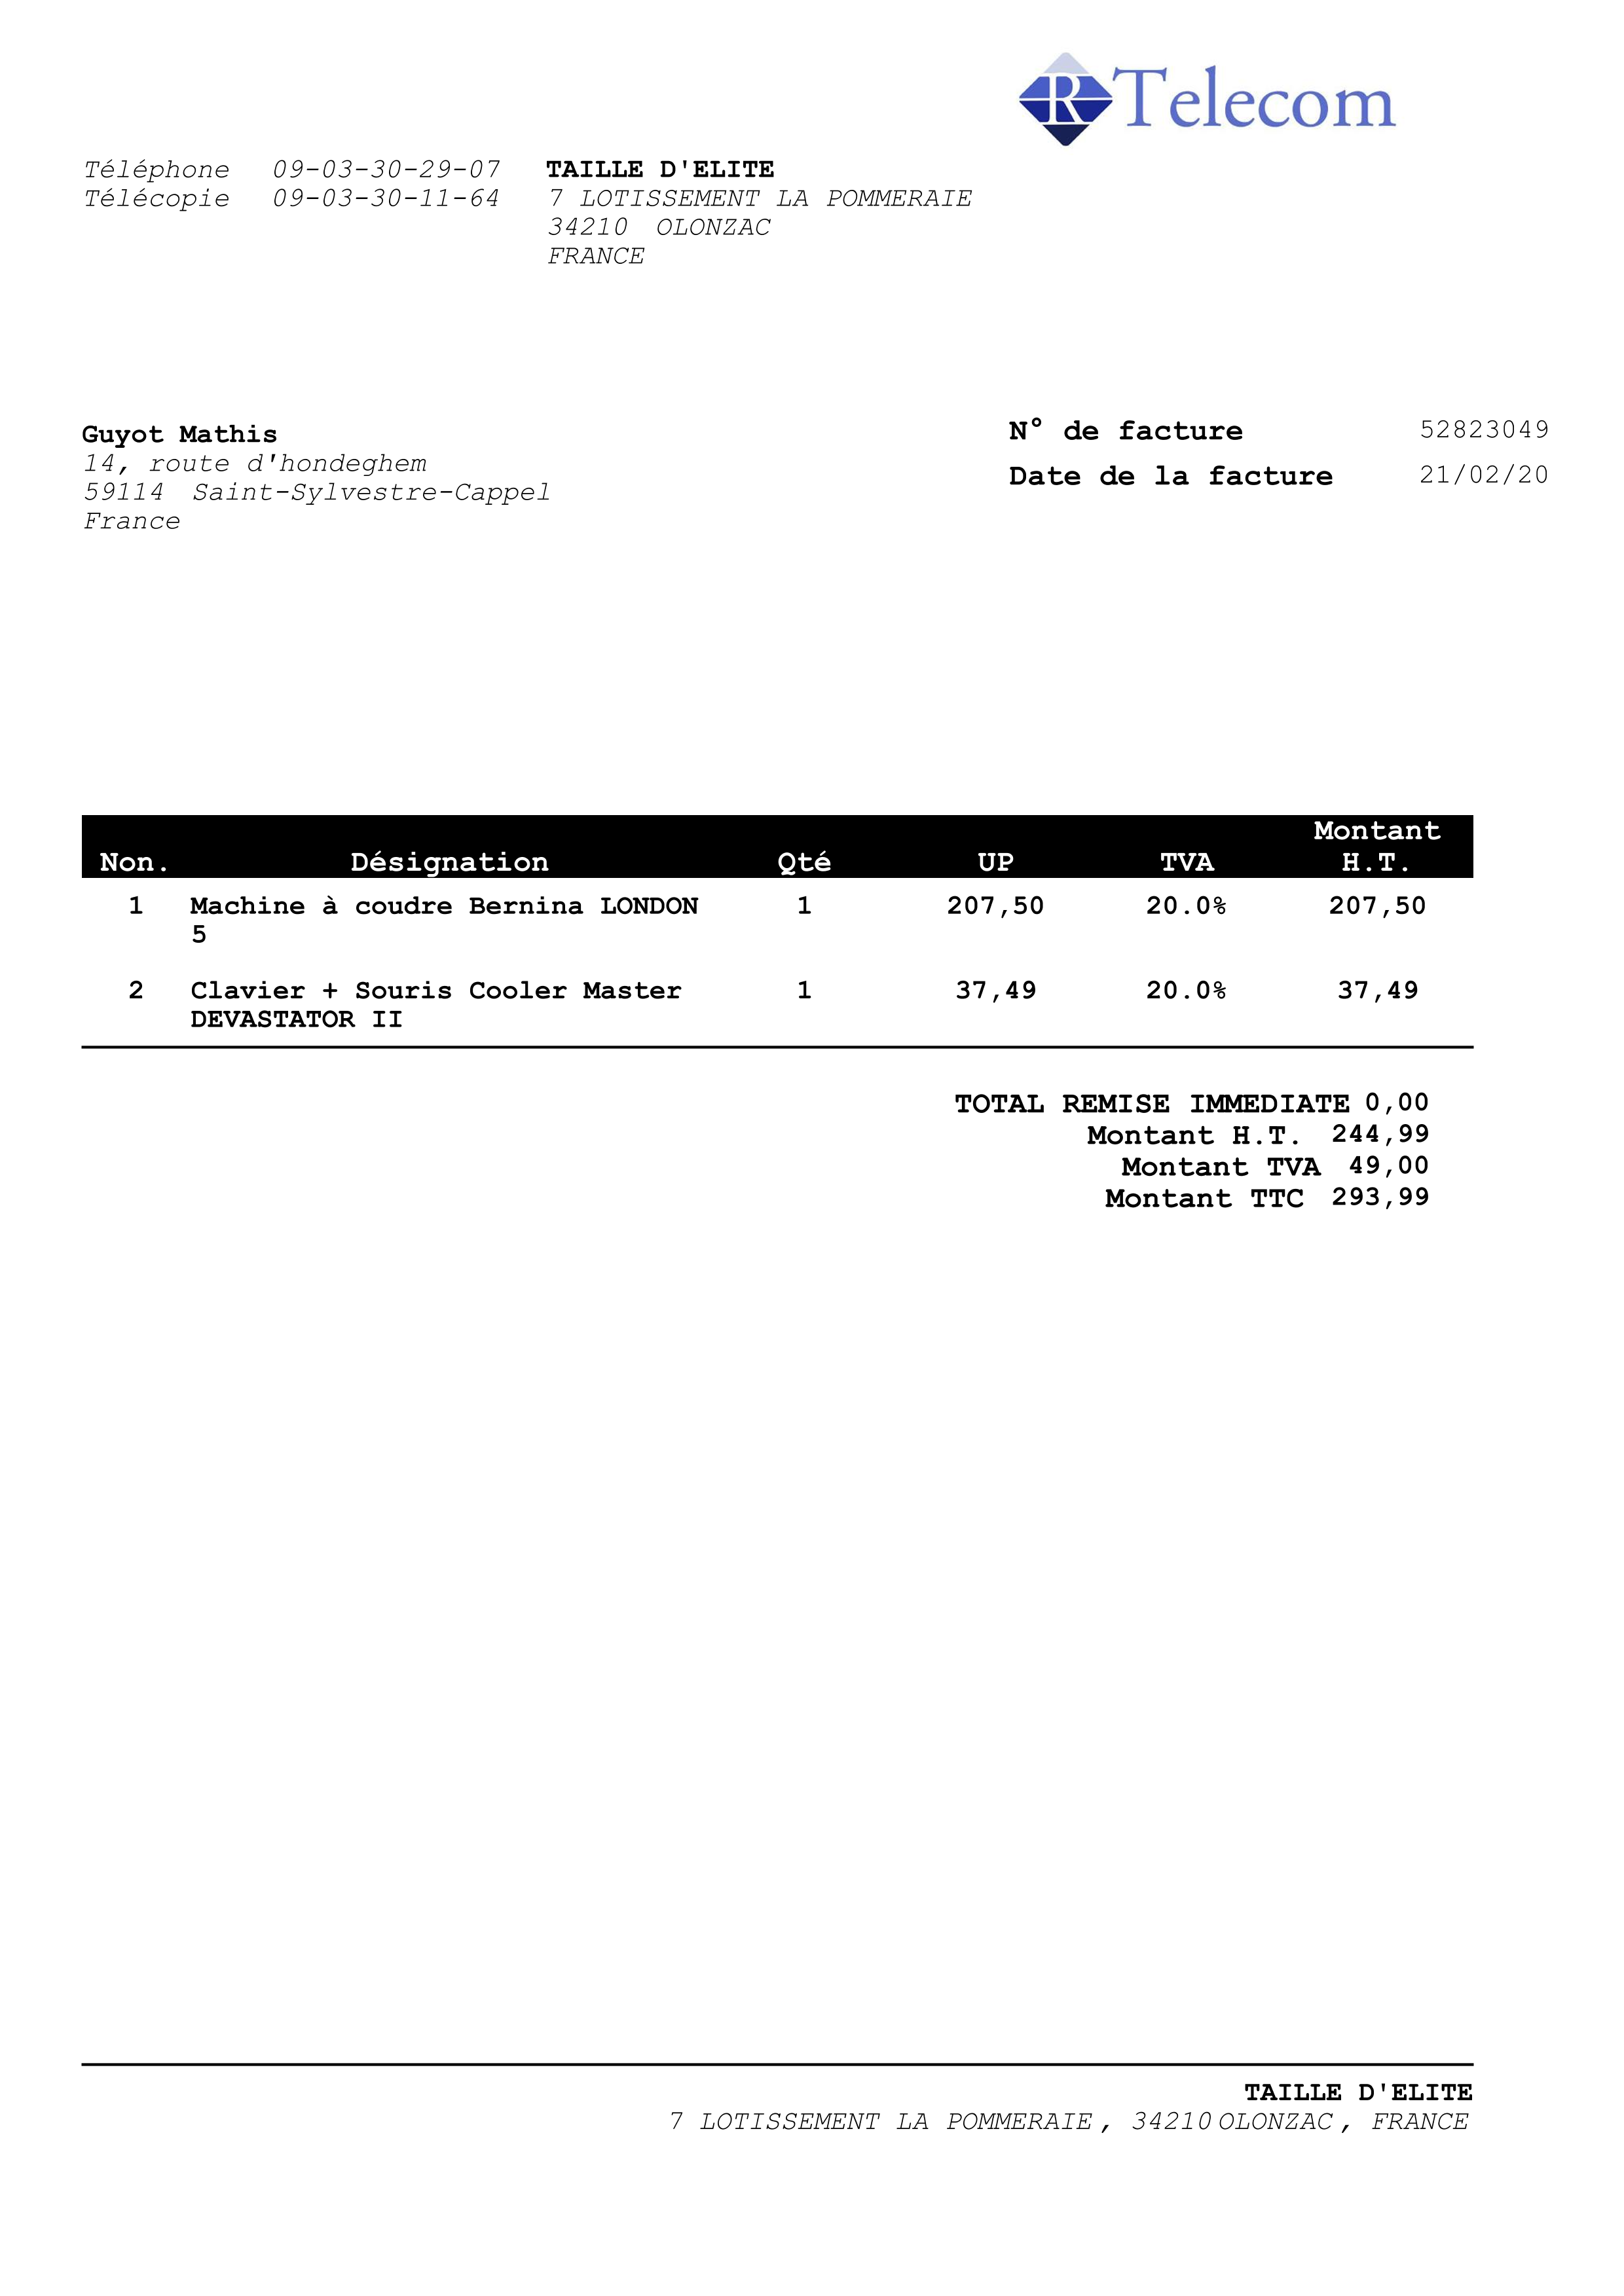 R Telecom
Téléphone 09-03-30-29-07
Télécopie 09-03-30-11-64
TAILLE D'ELITE
7 LOTISSEMENT LA POMMERAIE
34210 OLONZAC
FRANCE
Guyot Mathis
14, route d'hondeghem
59114 Saint-Sylvestre-Cappel
France
N° de facture 52823049
Date de la facture 21/02/20
Non. Désignation Qté UP TVA Montant H.T.
1 Machine à coudre Bernina LONDON 1 207,50 20.0% 207,50
5
2 Clavier + Souris Cooler Master 1 37,49 20.0% 37,49
DEVASTATOR II
TOTAL REMISE IMMEDIATE 0,00
Montant H.T. 244,99
Montant TVA 49,00
Montant TTC 293,99
TAILLE D'ELITE
7 LOTISSEMENT LA POMMERAIE, 34210 OLONZAC, FRANCE